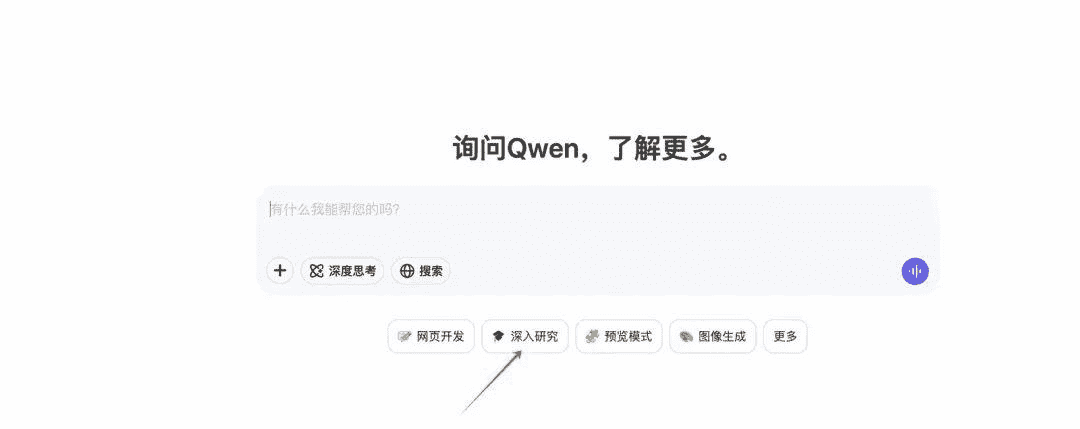 询问Qwen，了解更多。
有什么我能帮您的吗?
深度思考 搜索
网页开发 深入研究 预览模式 图像生成 更多